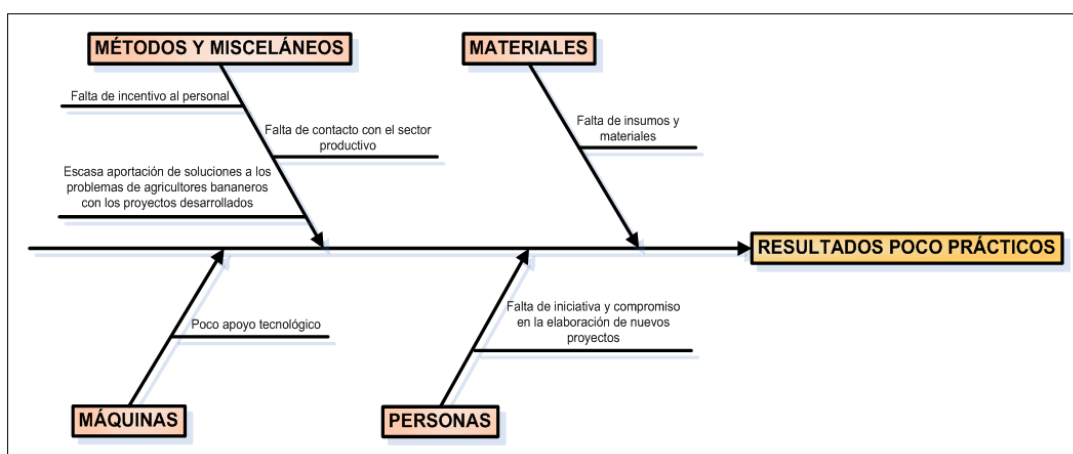 MÉTODOS Y MISCELÁNEOS
MATERIALES
Falta de incentivo al personal
Falta de contacto con el sector
productivo
Falta de insumos y
materiales
Escasa aportación de soluciones a los
problemas de agricultores bananeros
con los proyectos desarrollados
RESULTADOS POCO PRÁCTICOS
Poco apoyo tecnológico
Falta de iniciativa y compromiso
en la elaboración de nuevos
proyectos
MÁQUINAS
PERSONAS